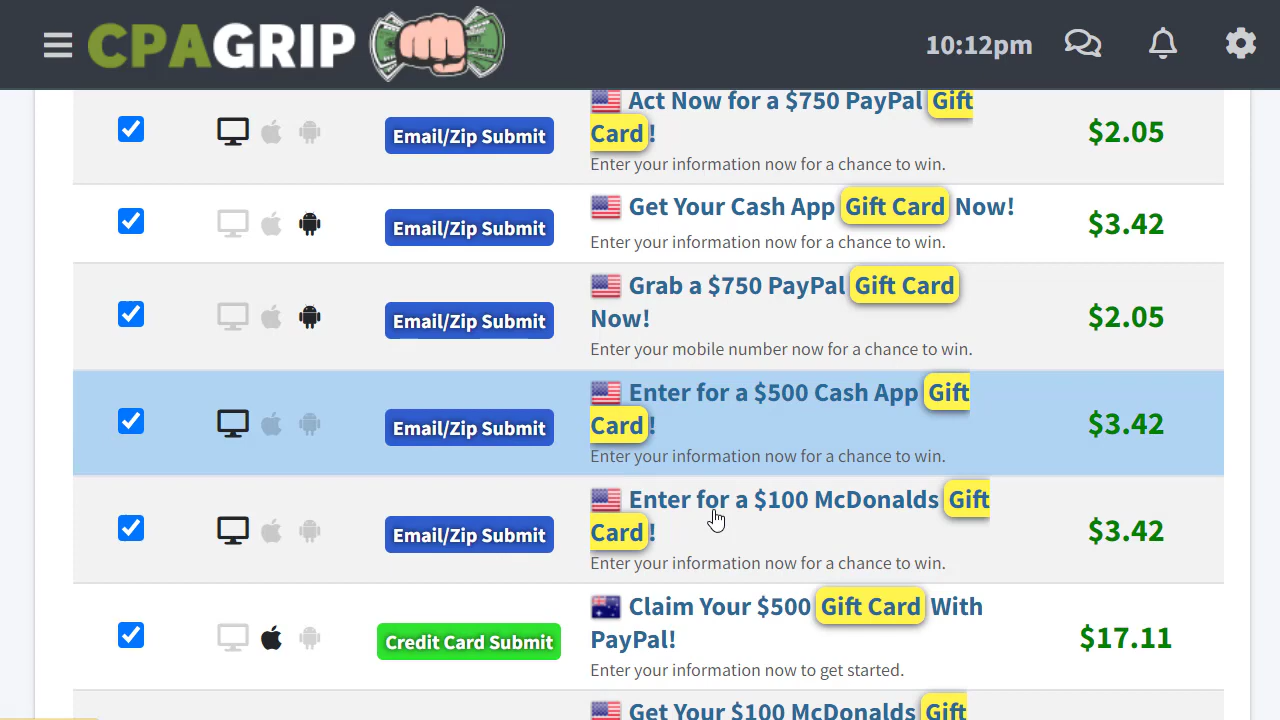 CPAGRIP
10:12pm
Act Now for a $750 PayPal Gift
Card!
Email/Zip Submit
$2.05
Enter your information now for a chance to win.
Get Your Cash App Gift Card Now!
Email/Zip Submit
$3.42
Enter your information now for a chance to win.
Grab a $750 PayPal Gift Card
Now!
Email/Zip Submit
$2.05
Enter your mobile number now for a chance to win.
Enter for a $500 Cash App Gift
Card!
Email/Zip Submit
$3.42
Enter your information now for a chance to win.
Enter for a $100 McDonalds Gift
Card!
Email/Zip Submit
$3.42
Enter your information now for a chance to win.
Claim Your $500 Gift Card With
PayPal!
Credit Card Submit
$17.11
Enter your information now to get started.
Get Your $100 McDonalds Gift